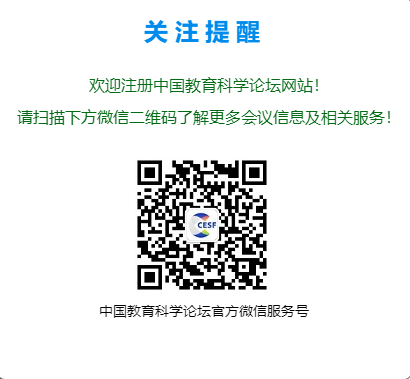 关注提醒
欢迎注册中国教育科学论坛网站！
请扫描下方微信二维码了解更多会议信息及相关服务！
CESF
中国教育科学论坛官方微信服务号